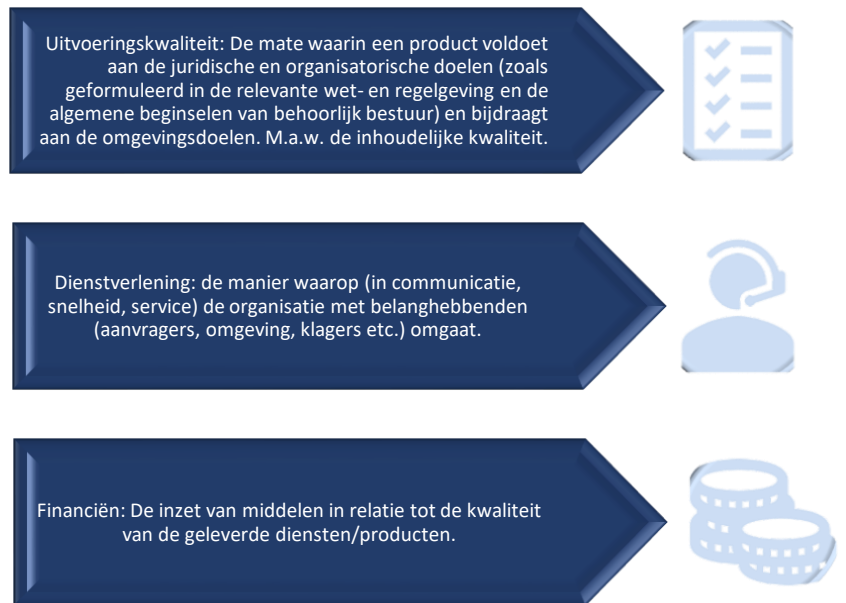 Uitvoeringskwaliteit: De mate waarin een product voldoet
aan de juridische en organisatorische doelen (zoals
geformuleerd in de relevante wet- en regelgeving en de
algemene beginselen van behoorlijk bestuur) en bijdraagt
aan de omgevingsdoelen. M.a.w. de inhoudelijke kwaliteit.
Dienstverlening: de manier waarop (in communicatie,
snelheid, service) de organisatie met belanghebbenden
(aanvragers, omgeving, klagers etc.) omgaat.
Financiën: De inzet van middelen in relatie tot de kwaliteit
van de geleverde diensten/producten.